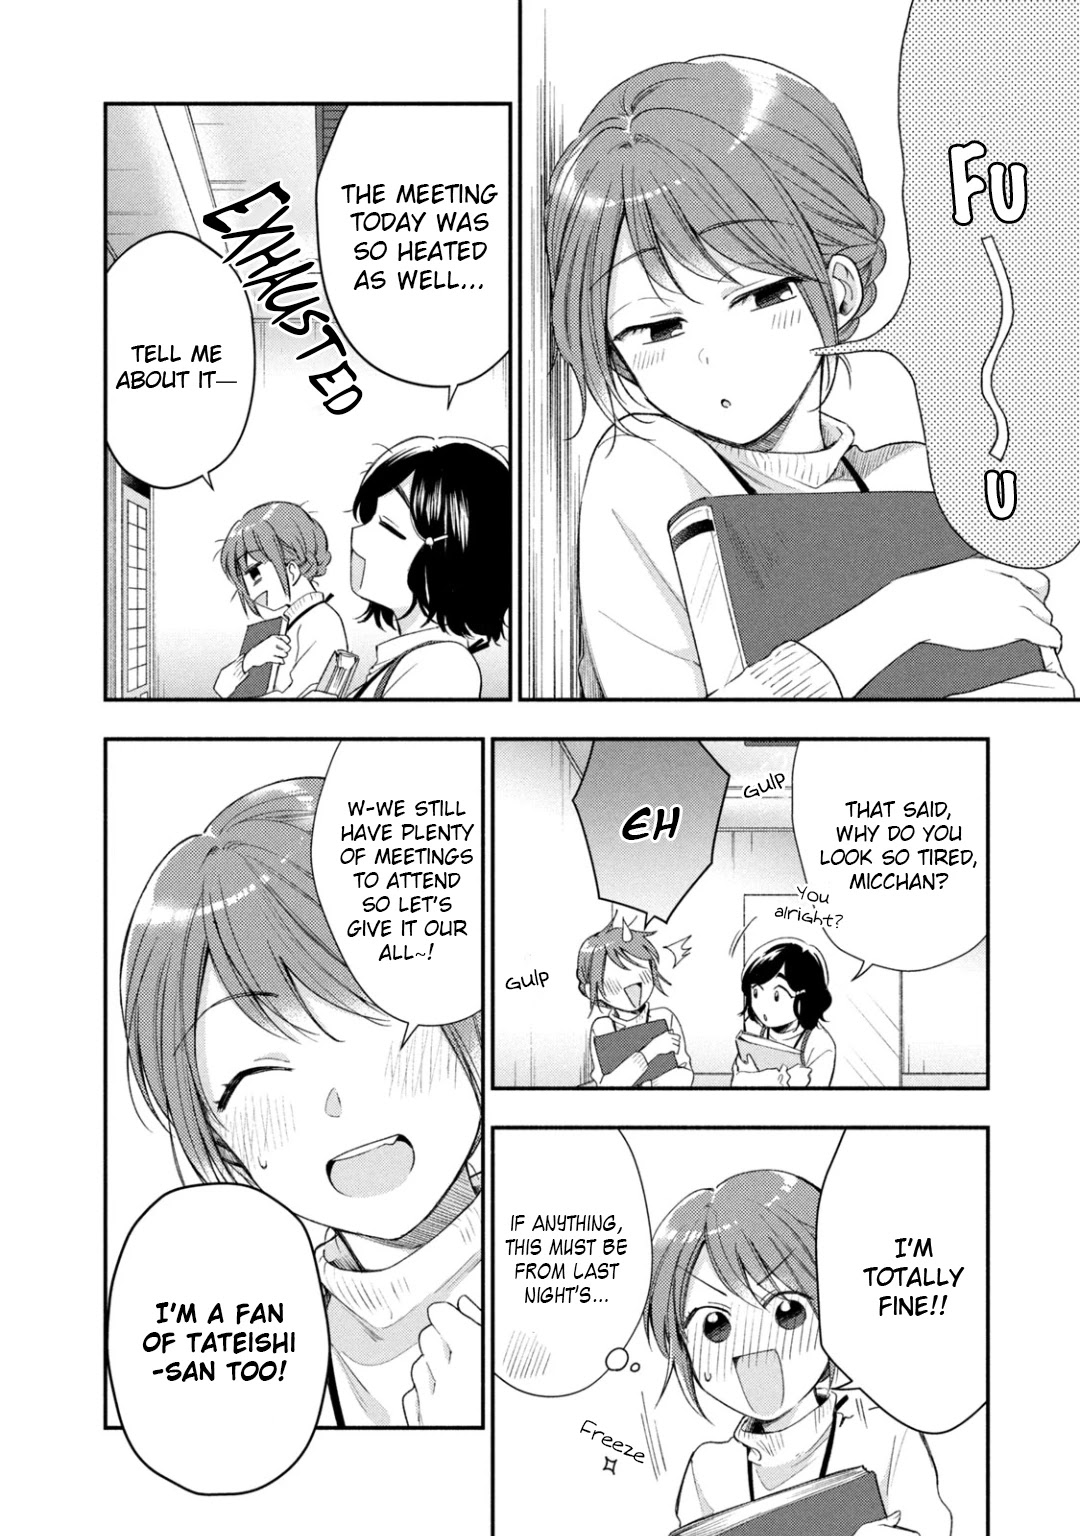 FU
U
THE MEETING
TODAY WAS
SO HEATED
AS WELL...
EXHAUSTED
TELL ME
ABOUT IT—
THAT SAID,
WHY DO YOU
LOOK SO TIRED,
MICCHAN?
You
alright?
Gulp
EH
Gulp
I'M
TOTALLY
FINE!!
IF ANYTHING,
THIS MUST BE
FROM LAST
NIGHT'S...
Freeze
W-WE STILL
HAVE PLENTY
OF MEETINGS
TO ATTEND
SO LET'S
GIVE IT OUR
ALL~!
I'M A FAN
OF TATEISHI
-SAN TOO!